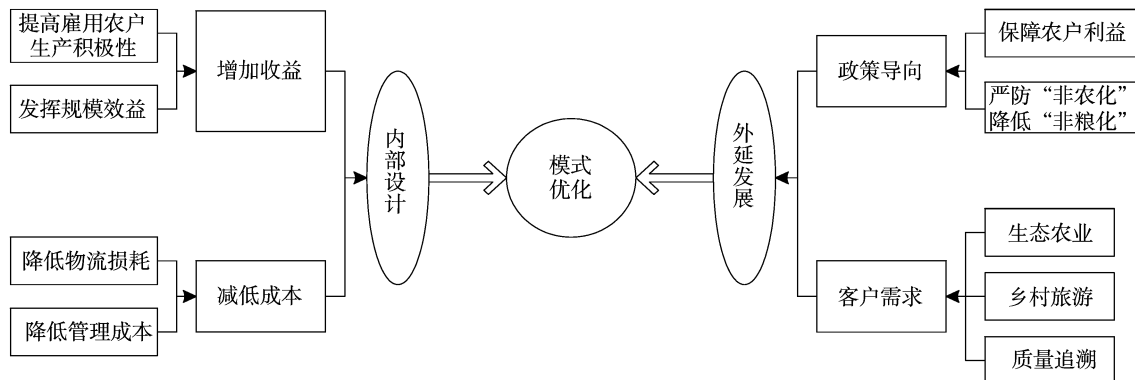 提高雇用农户
生产积极性
发挥规模效益
增加收益
降低物流损耗
降低管理成本
减低成本
内部设计
模式
优化
外延发展
政策导向
保障农户利益
严防“非农化”
降低“非粮化”
客户需求
生态农业
乡村旅游
质量追溯